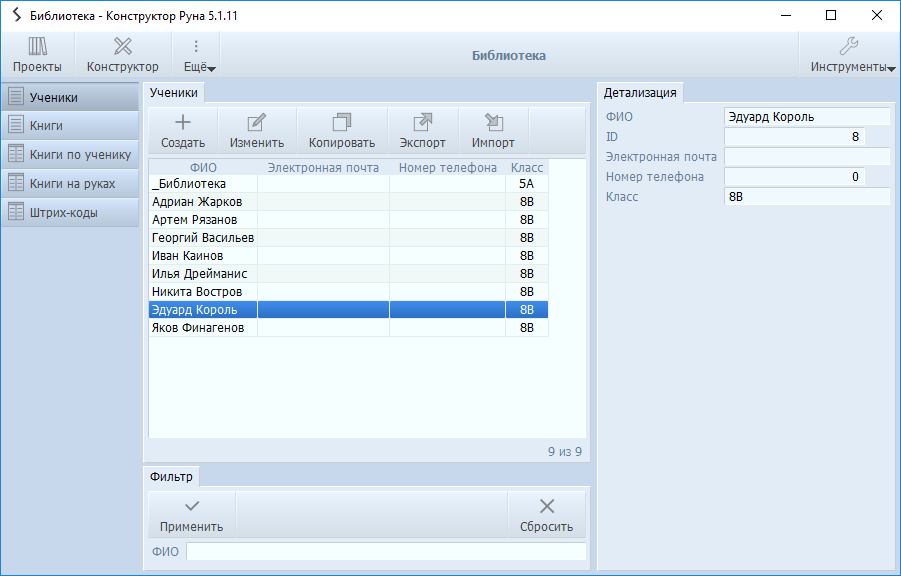 Библиотека - Конструктор Руна 5.1.11
Проекты Конструктор Ещё Библиотека Инструменты
Ученики
Книги
Книги по ученику
Книги на руках
Штрих-коды
Ученики
Создать Изменить Копировать Экспорт Импорт
ФИО Электронная почта Номер телефона Класс
_Библиотека 5А
Адриан Жарков 8В
Артем Рязанов 8В
Георгий Васильев 8В
Иван Каинов 8В
Илья Дрейманис 8В
Никита Востров 8В
Эдуард Король 8В
Яков Финагенов 8В
9 из 9
Фильтр
Применить Сбросить
ФИО
Детализация
ФИО Эдуард Король
ID 8
Электронная почта
Номер телефона 0
Класс 8В